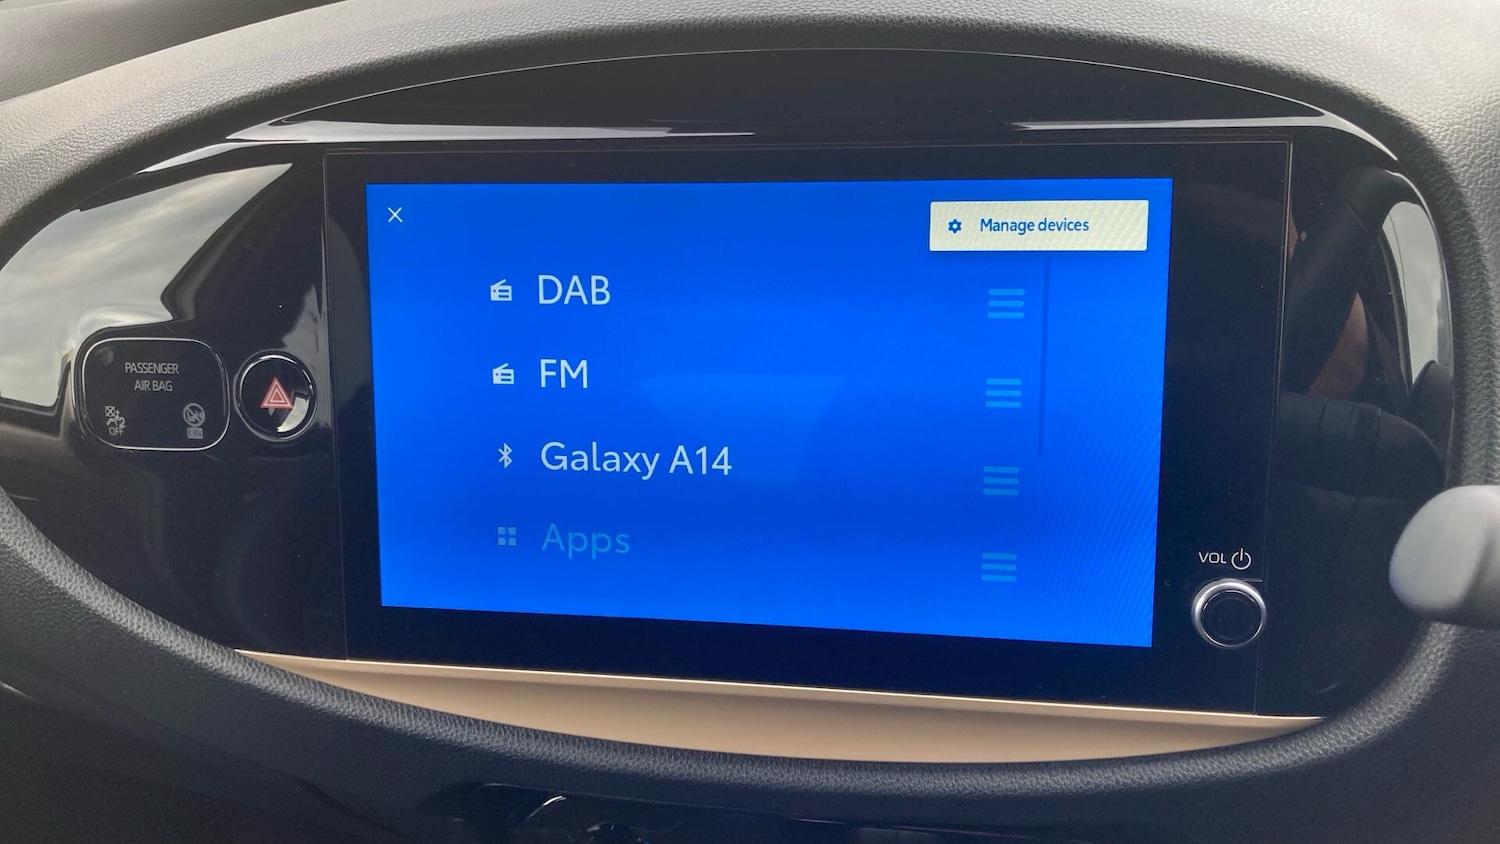 Manage devices
DAB
FM
Galaxy A14
Apps
PASSENGER
AIR BAG
OFF
ON
VOL